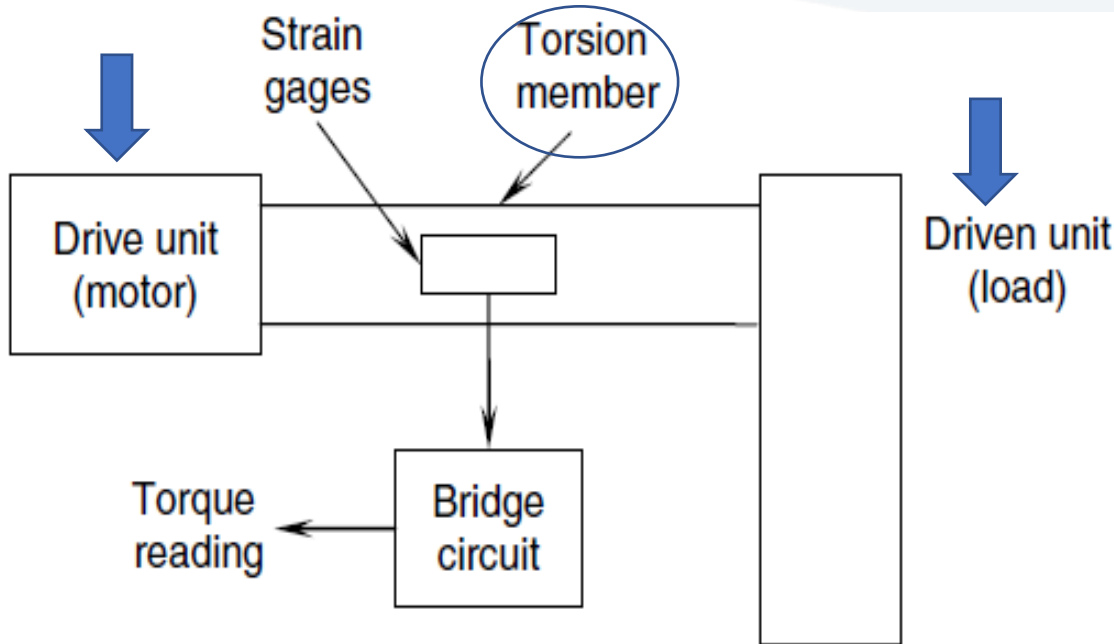 Strain
gages
Torsion
member
Drive unit
(motor)
Driven unit
(load)
Torque
reading
Bridge
circuit